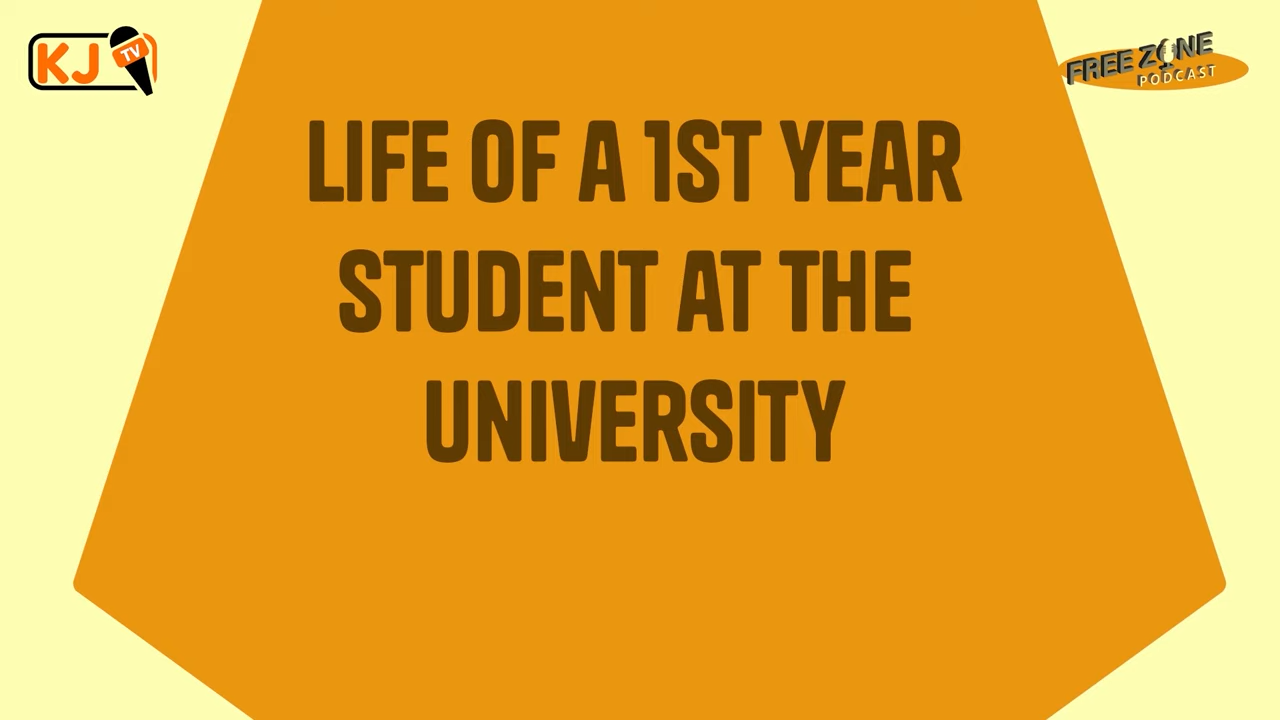 KJ TV
FREE ZONE
PODCAST
LIFE OF A 1ST YEAR
STUDENT AT THE
UNIVERSITY